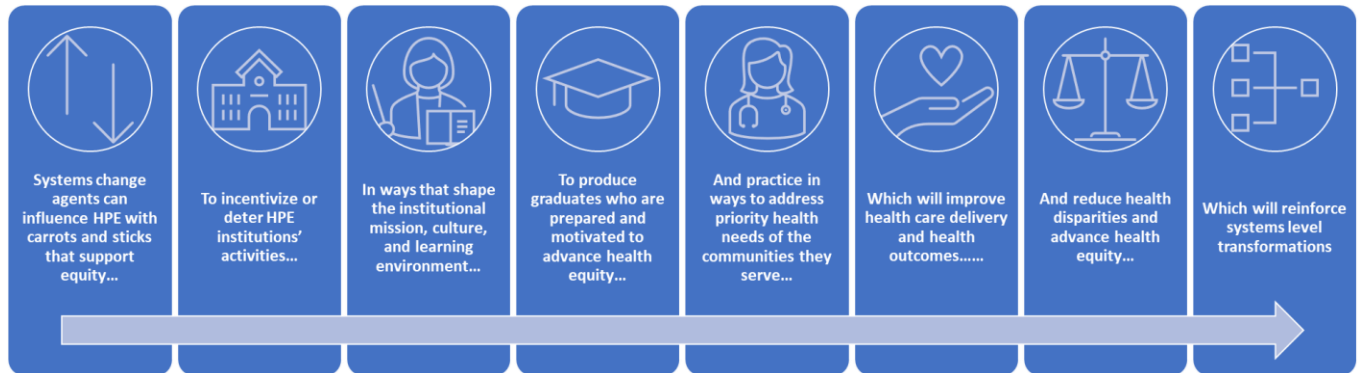 Systems change
agents can
influence HPE with
carrots and sticks
that support
equity...
To incentivize or
deter HPE
institutions'
activities...
In ways that shape
the institutional
mission, culture,
and learning
environment...
To produce
graduates who are
prepared and
motivated to
advance health
equity...
And practice in
ways to address
priority health
needs of the
communities they
serve...
Which will improve
health care delivery
and health
outcomes......
And reduce health
disparities and
advance health
equity...
Which will reinforce
systems level
transformations